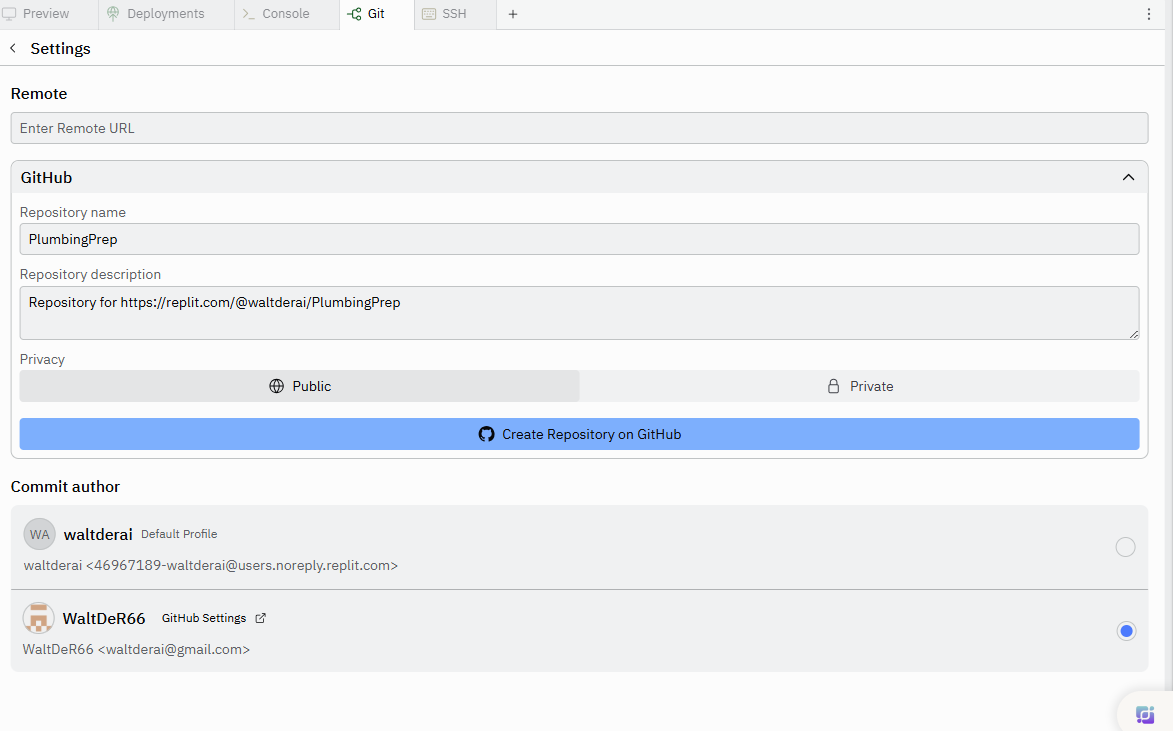 Preview Deployments Console Git SSH
Settings
Remote
Enter Remote URL
GitHub
Repository name
PlumbingPrep
Repository description
Repository for https://replit.com/@waltderai/PlumbingPrep
Privacy
Public Private
Create Repository on GitHub
Commit author
WA waltderai Default Profile
waltderai <46967189-waltderai@users.noreply.replit.com>
WaltDeR66 GitHub Settings
WaltDeR66 <waltderai@gmail.com>